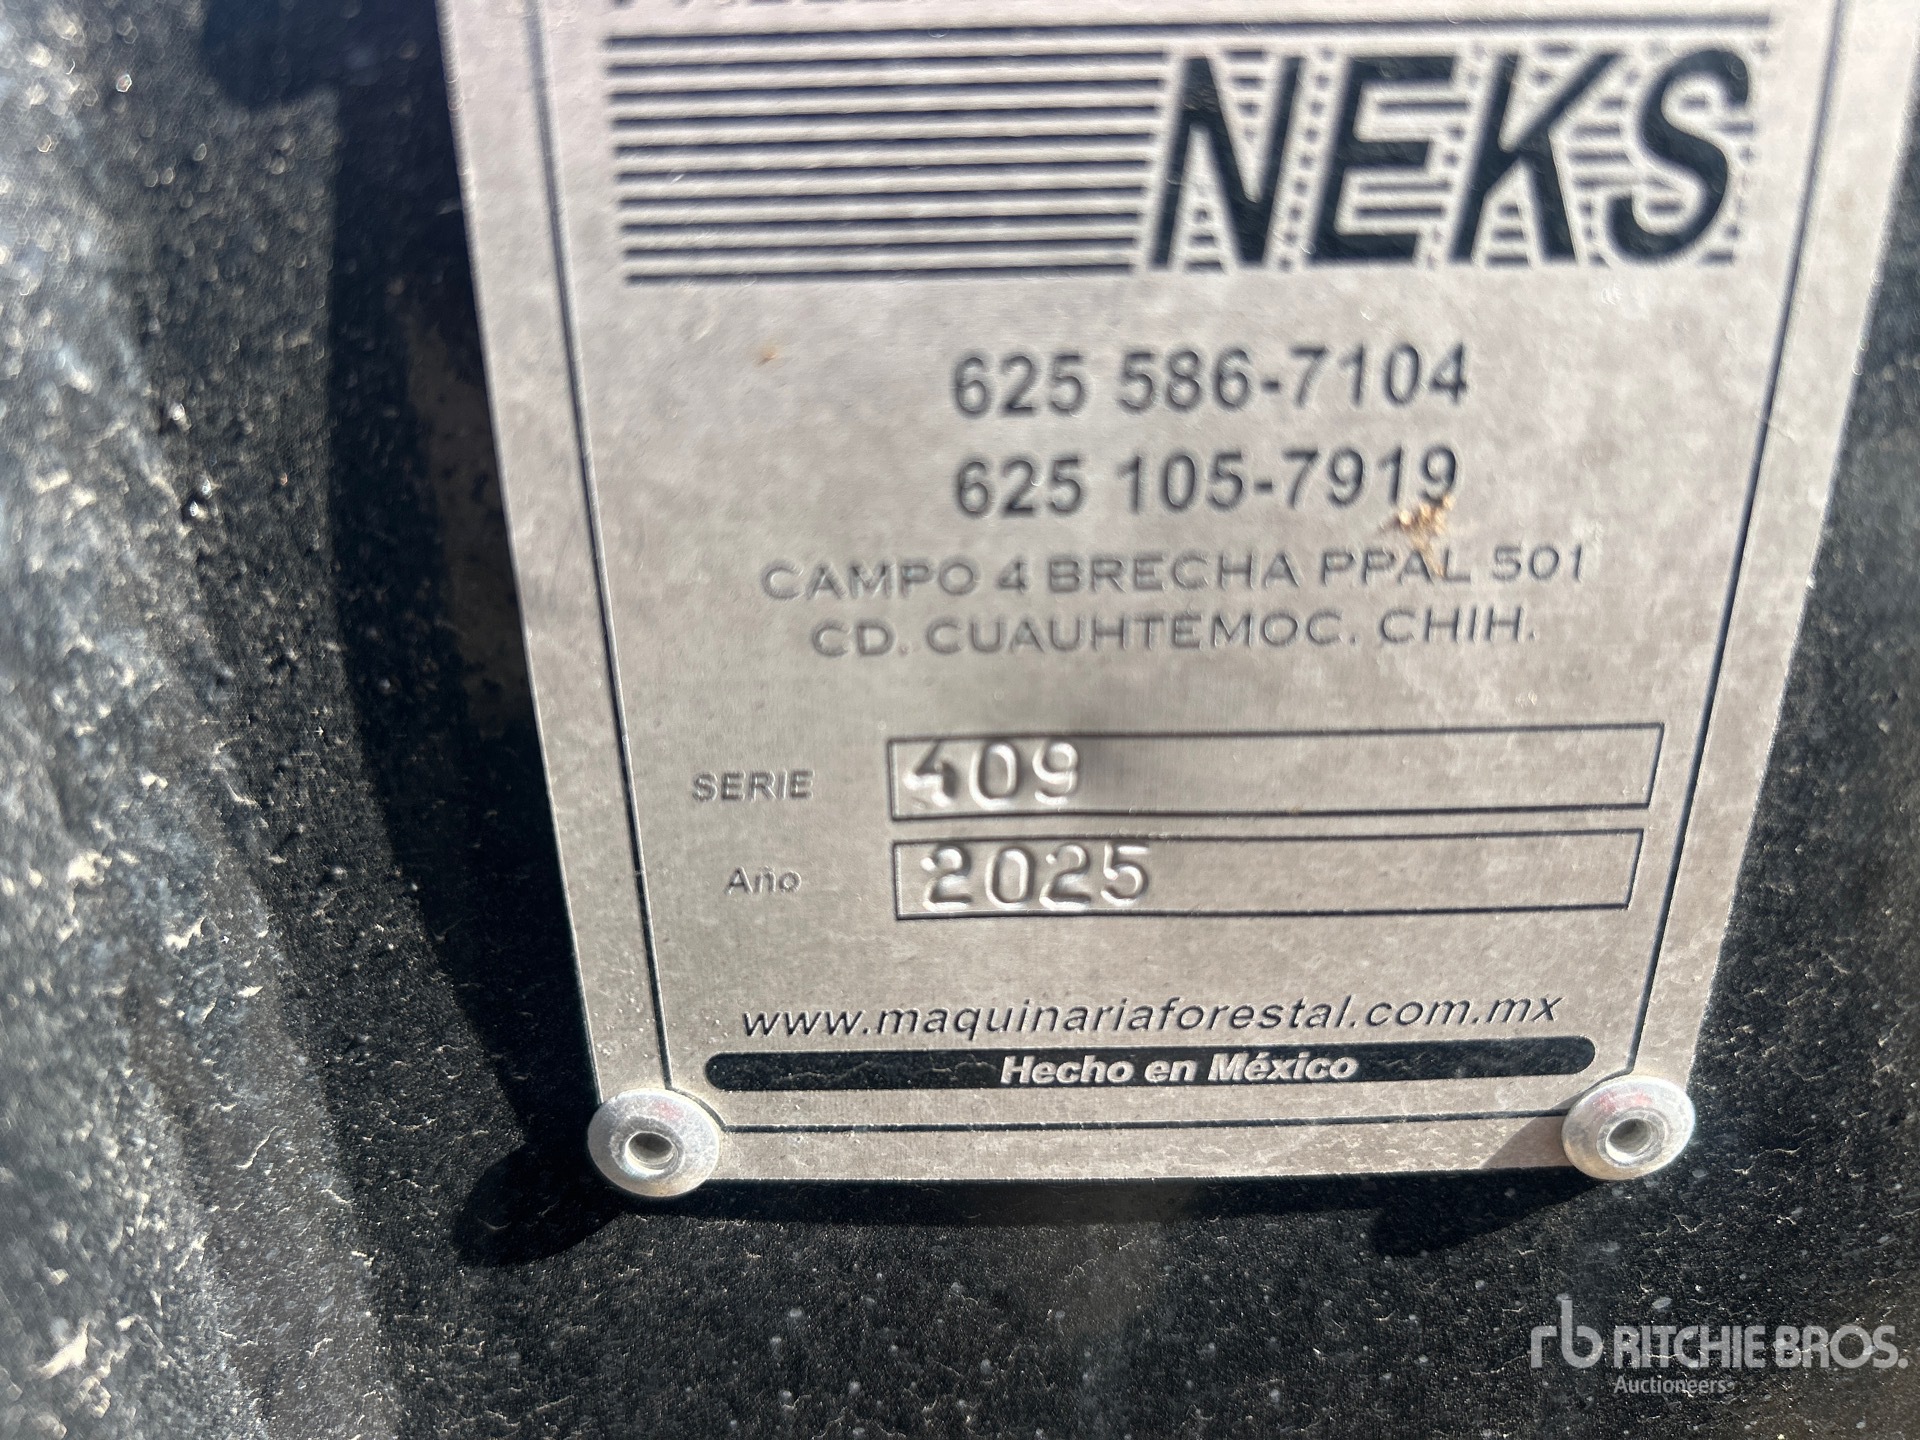 NEKS
625 586-7104
625 105-7919
CAMPO 4 BRECHA PPAL 501
CD. CUAUHTEMOC. CHIH.
SERIE 409
Año 2025
www.maquinariaforestal.com.mx
Hecho en México
rb RITCHIE BROS.
Auctioneers